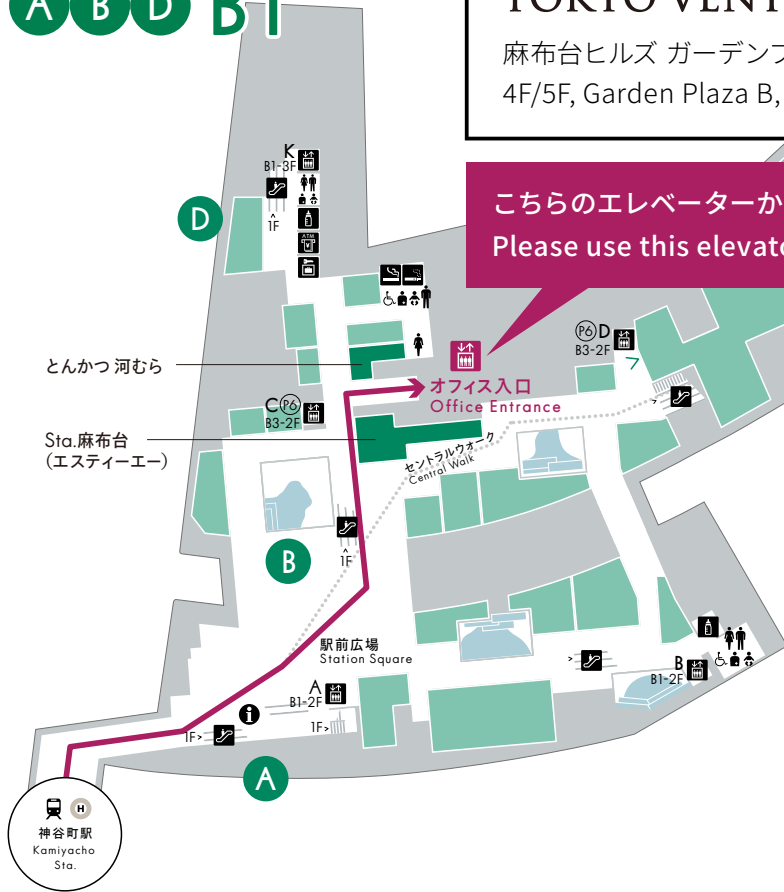 A B D B1
麻布台ヒルズ ガーデンプ
4F/5F, Garden Plaza B,
こちらのエレベーターか
Please use this elevato
K
B1-3F
1F
ATM
D
とんかつ 河むら
P6 D
B3-2F
オフィス入口
Office Entrance
C P6
B3-2F
Sta.麻布台
(エスティーエー)
セントラルウォーク
Central Walk
1F
B
駅前広場
Station Square
A
B1-2F
B
B1-2F
1F>
1F>
A
H
神谷町駅
Kamiyacho
Sta.